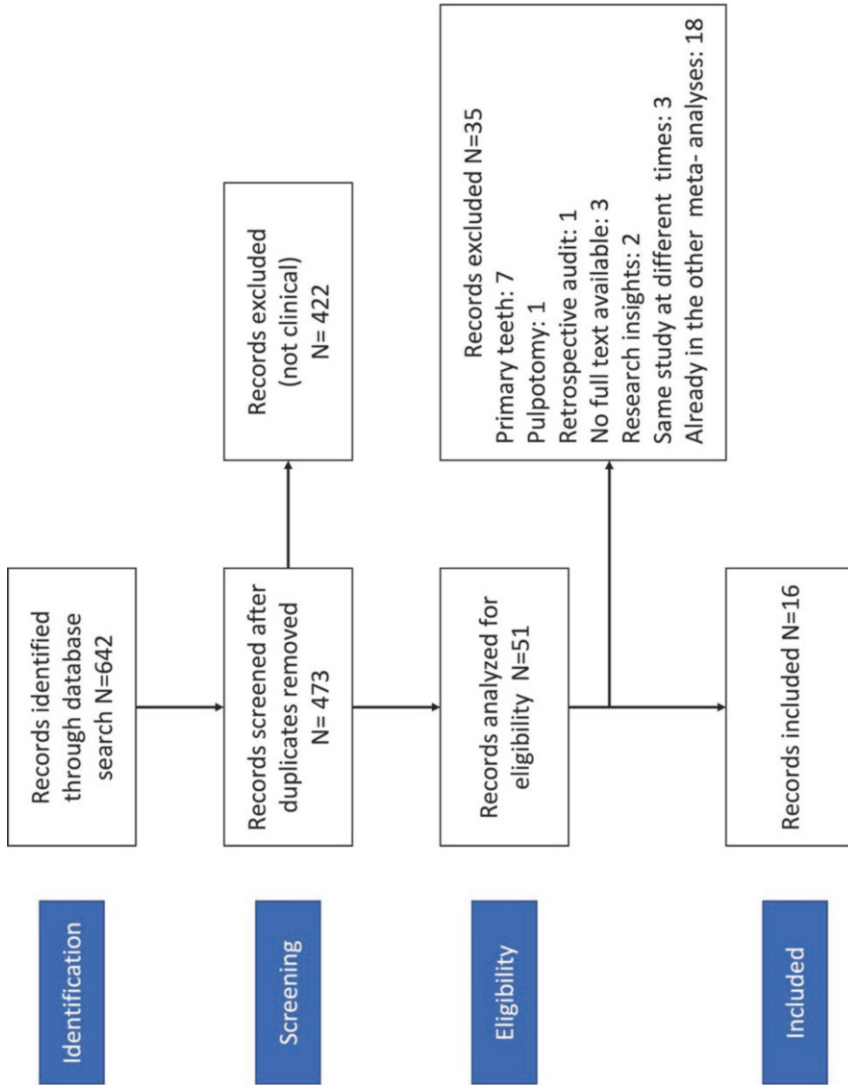 Identification
Records identified
through database
search N=642
Screening
Records screened after
duplicates removed
N= 473
Records excluded
(not clinical)
N= 422
Eligibility
Records analyzed for
eligibility N=51
Records excluded N=35
Primary teeth: 7
Pulpotomy: 1
Retrospective audit: 1
No full text available: 3
Research insights: 2
Same study at different times: 3
Already in the other meta- analyses: 18
Included
Records included N=16